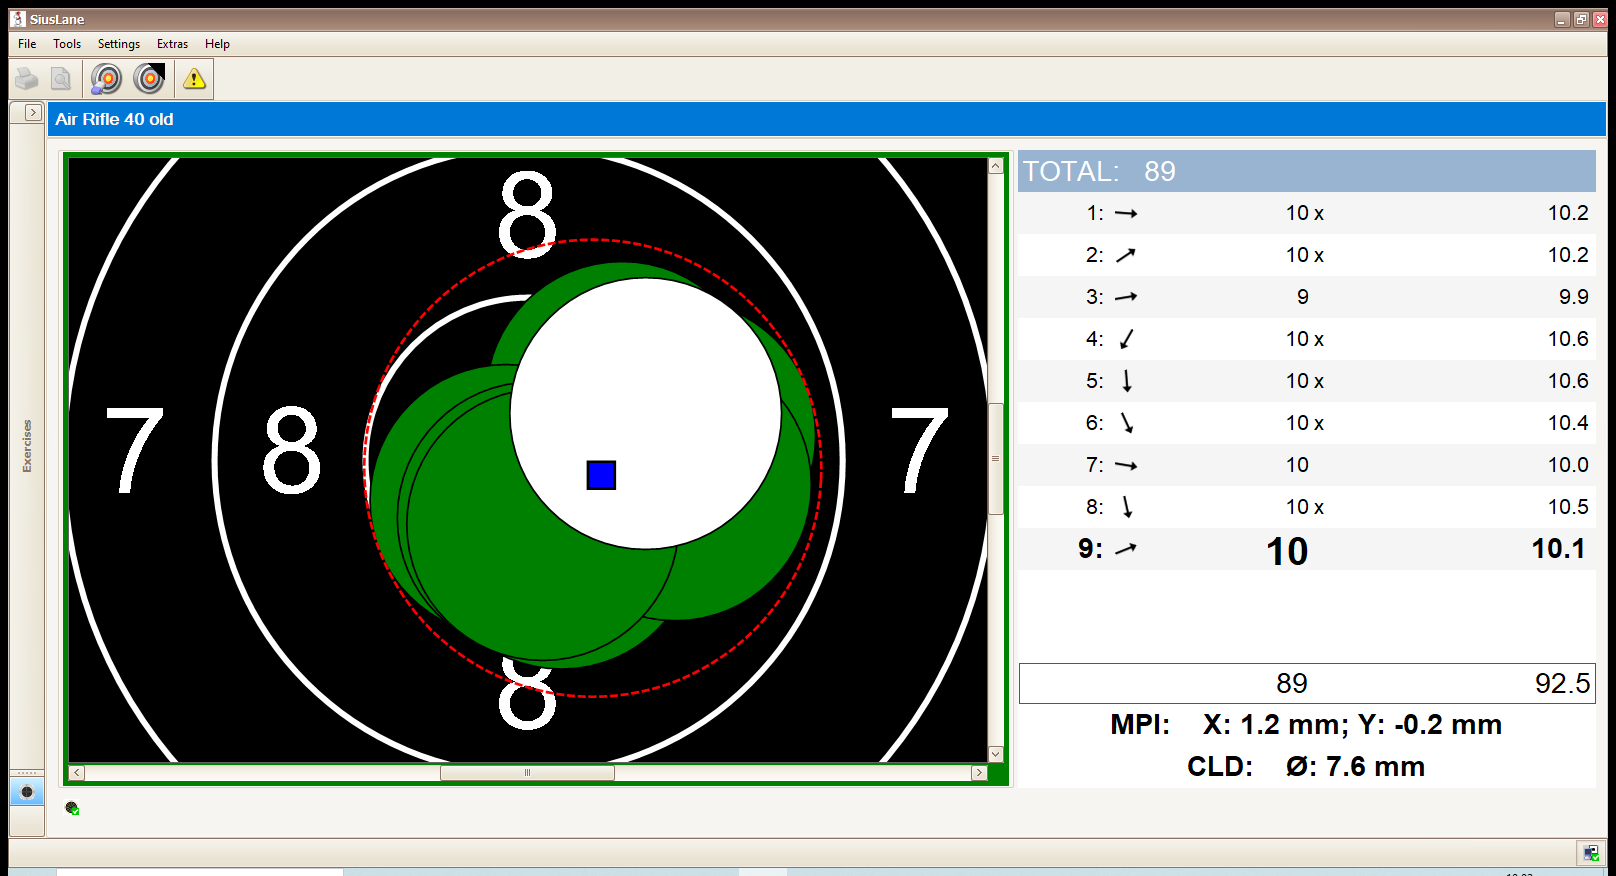 SiusLane
File Tools Settings Extras Help
Air Rifle 40 old
Exercises
8
7 8 7
8
TOTAL: 89
1: 10 x 10.2
2: 10 x 10.2
3: 9 9.9
4: 10 x 10.6
5: 10 x 10.6
6: 10 x 10.4
7: 10 10.0
8: 10 x 10.5
9: 10 10.1
89 92.5
MPI: X: 1.2 mm; Y: -0.2 mm
CLD: Ø: 7.6 mm